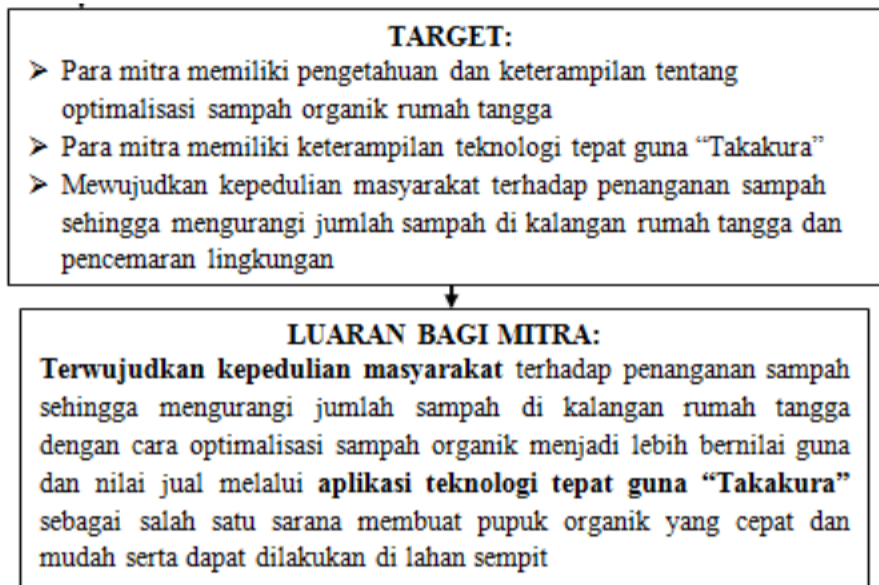 TARGET:
➢ Para mitra memiliki pengetahuan dan keterampilan tentang
optimalisasi sampah organik rumah tangga
➢ Para mitra memiliki keterampilan teknologi tepat guna “Takakura”
➢ Mewujudkan kepedulian masyarakat terhadap penanganan sampah
sehingga mengurangi jumlah sampah di kalangan rumah tangga dan
pencemaran lingkungan
LUARAN BAGI MITRA:
Terwujudkan kepedulian masyarakat terhadap penanganan sampah
sehingga mengurangi jumlah sampah di kalangan rumah tangga
dengan cara optimalisasi sampah organik menjadi lebih bernilai guna
dan nilai jual melalui aplikasi teknologi tepat guna “Takakura”
sebagai salah satu sarana membuat pupuk organik yang cepat dan
mudah serta dapat dilakukan di lahan sempit